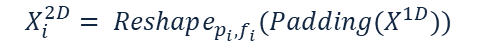 $X_i^{2D} = Reshape_{p_i,f_i}(Padding(X^{1D}))$